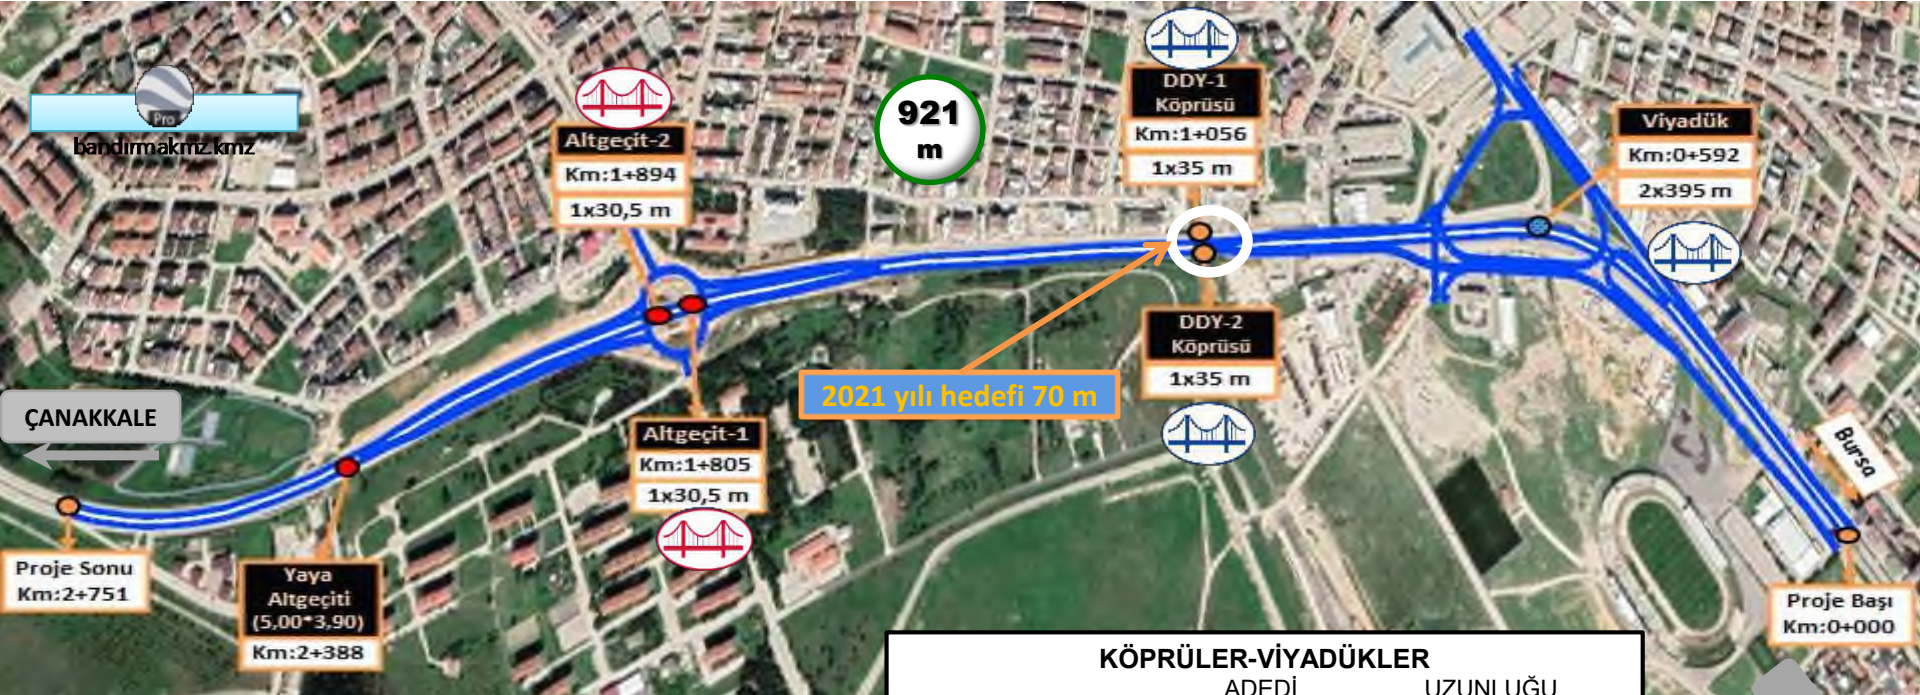 Pro
bandırmakmz.kmz
Altgeçit-2
Km:1+894
1x30,5 m
921
m
DDY-1
Köprüsü
Km:1+056
1x35 m
Viyadük
Km:0+592
2x395 m
2021 yılı hedefi 70 m
DDY-2
Köprüsü
1x35 m
ÇANAKKALE
Altgeçit-1
Km:1+805
1x30,5 m
Bursa
Proje Sonu
Km:2+751
Yaya
Altgeçiti
(5,00*3,90)
Km:2+388
Proje Başı
Km:0+000
KÖPRÜLER-VİYADÜKLER
ADEDİ UZUNLUĞU